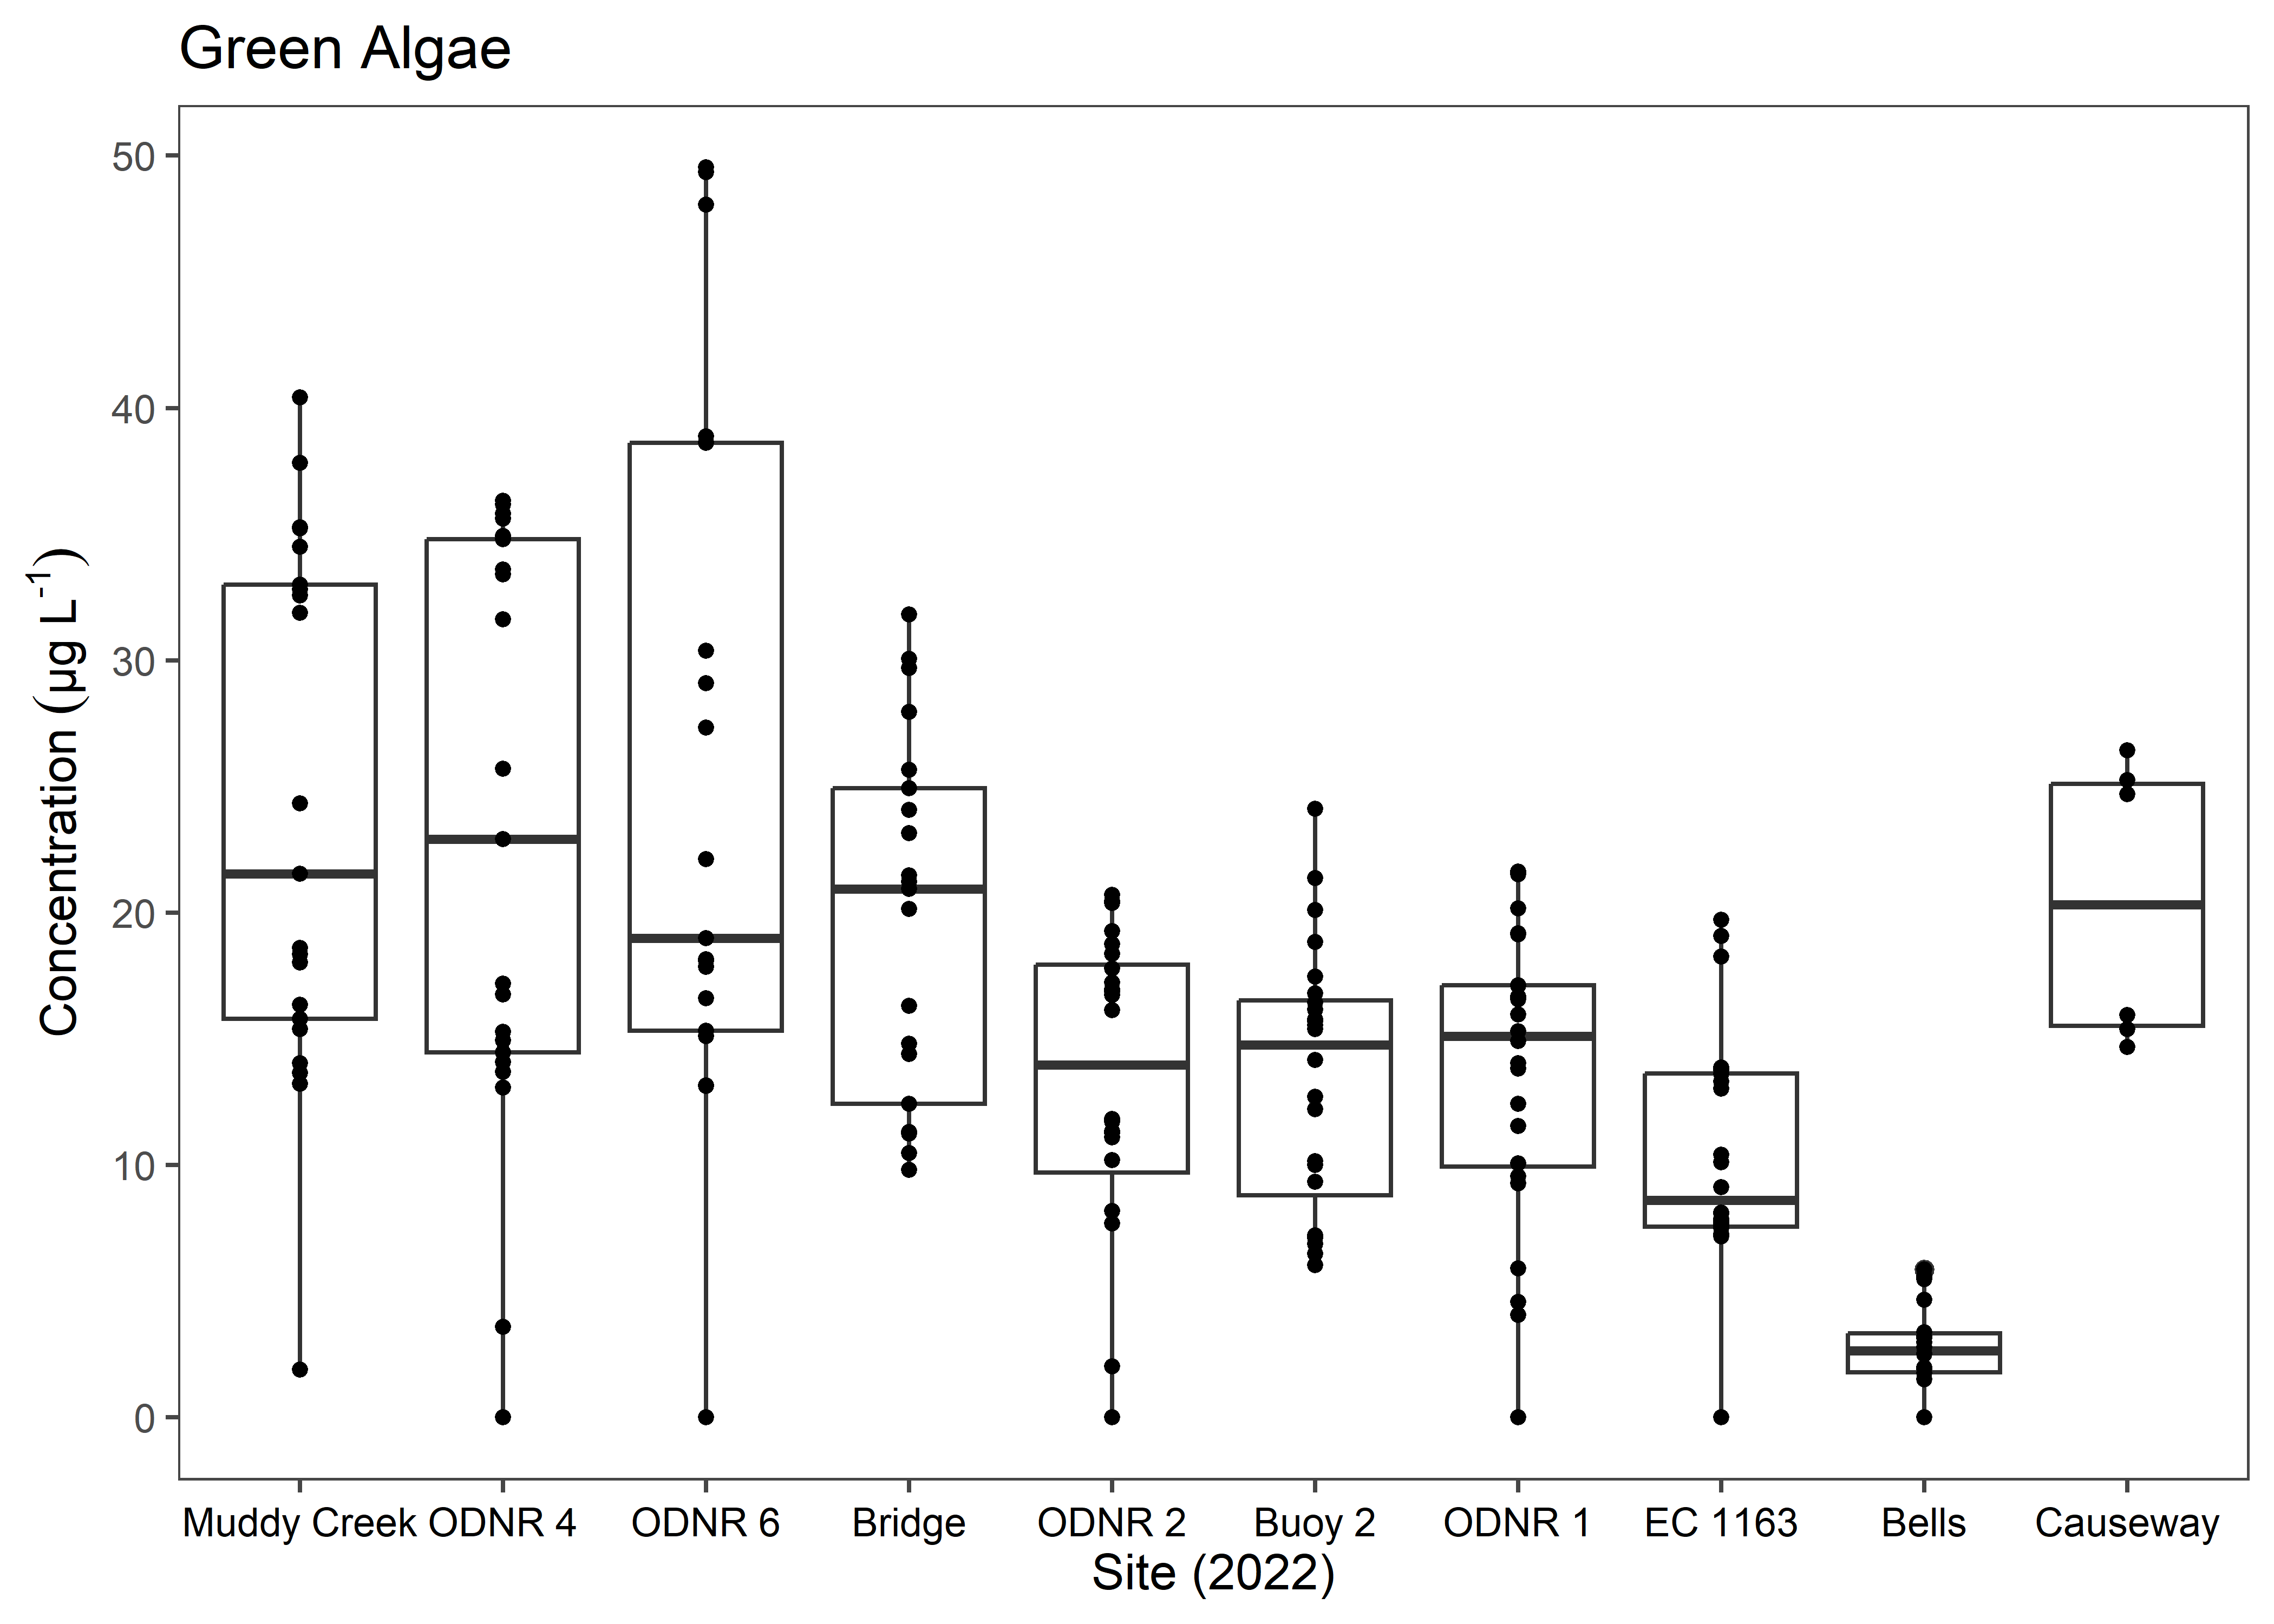 Green Algae
Concentration (µg L⁻¹)
50
40
30
20
10
0
Muddy Creek ODNR 4 ODNR 6 Bridge ODNR 2 Buoy 2 ODNR 1 EC 1163 Bells Causeway
Site (2022)